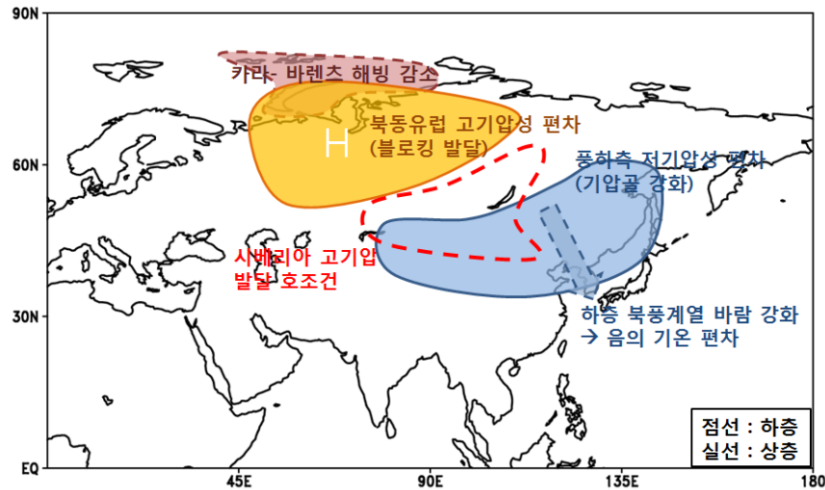 90N
카라- 바렌츠 해빙 감소
H
북동유럽 고기압성 편차
(블로킹 발달)
풍하측 저기압성 편차
(기압골 강화)
60N
시베리아 고기압
발달 호조건
하층 북풍계열 바람 강화
→ 음의 기온 편차
30N
점선 : 하층
실선 : 상층
EQ
45E
90E
135E
180